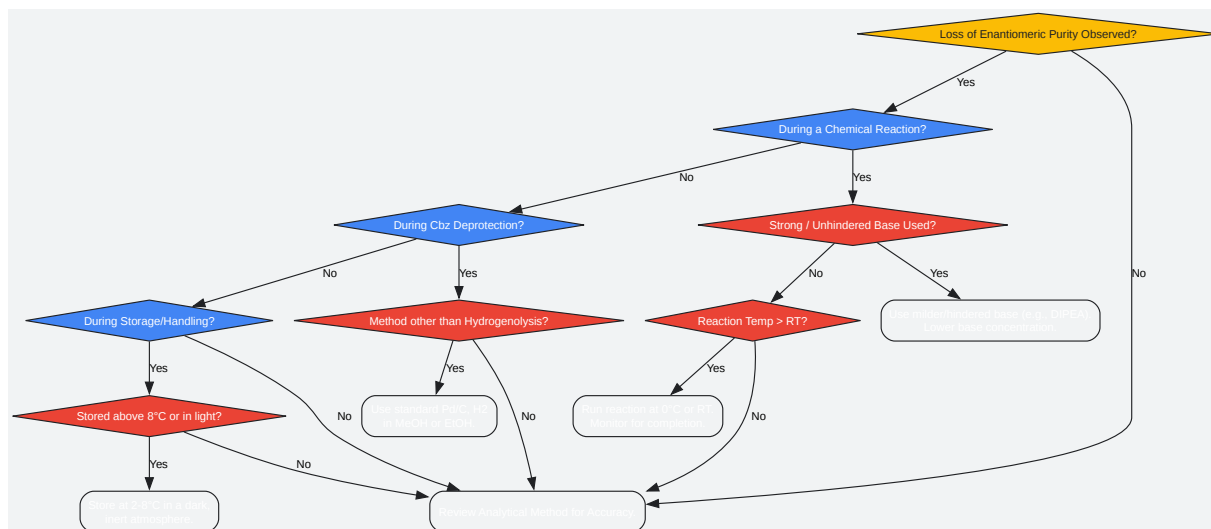 Loss of Enantiomeric Purity Observed?
Yes
During a Chemical Reaction?
No
Yes
During Cbz Deprotection?
Strong / Unhindered Base Used?
No
Yes
No
Yes
No
During Storage/Handling?
Method other than Hydrogenolysis?
Reaction Temp > RT?
Use milder/hindered base (e.g., DIPEA)
Lower base concentration
Yes
Yes
Yes
Stored above 8°C or in light?
No
No
No
Use standard Pd/C, H2
in MeOH or EtOH
Run reaction at 0°C or RT
Monitor for completion
Yes
No
Store at 2-8°C in a dark,
inert atmosphere
Review Analytical Method for Accuracy